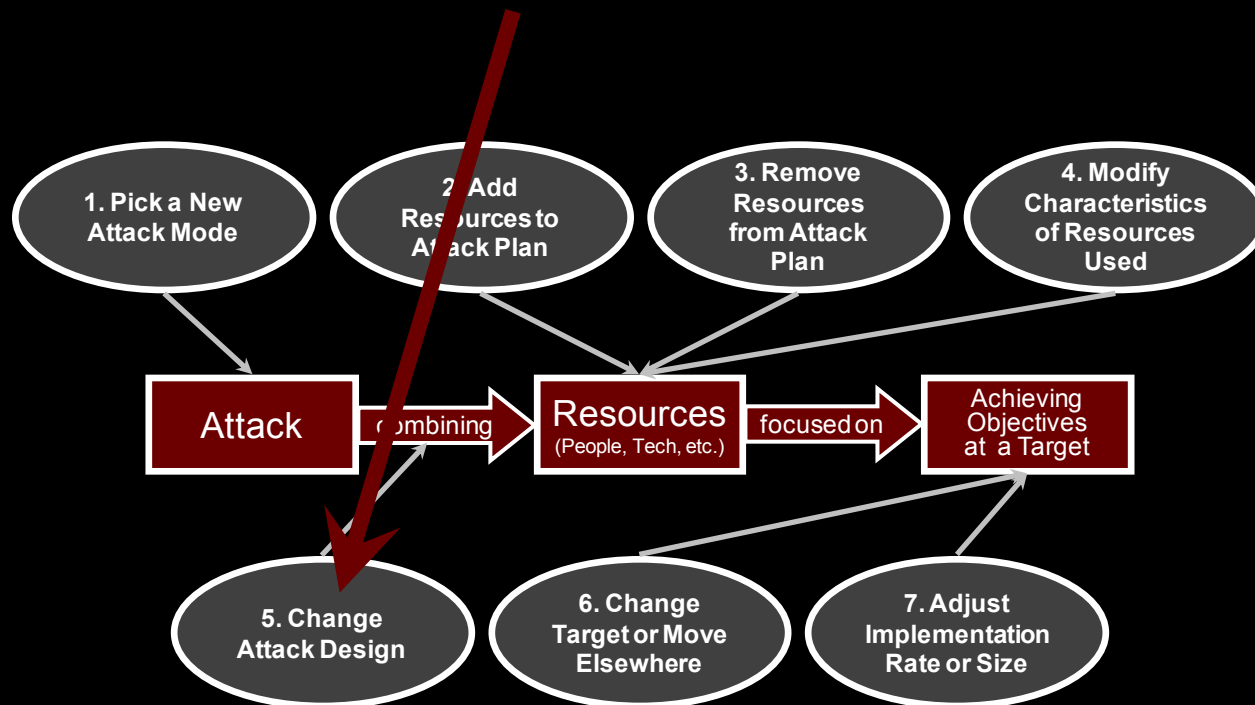 1. Pick a New
Attack Mode
2. Add
Resources to
Attack Plan
3. Remove
Resources
from Attack
Plan
4. Modify
Characteristics
of Resources
Used
Attack
combining
Resources
(People, Tech, etc.)
focused on
Achieving
Objectives
at a Target
5. Change
Attack Design
6. Change
Target or Move
Elsewhere
7. Adjust
Implementation
Rate or Size